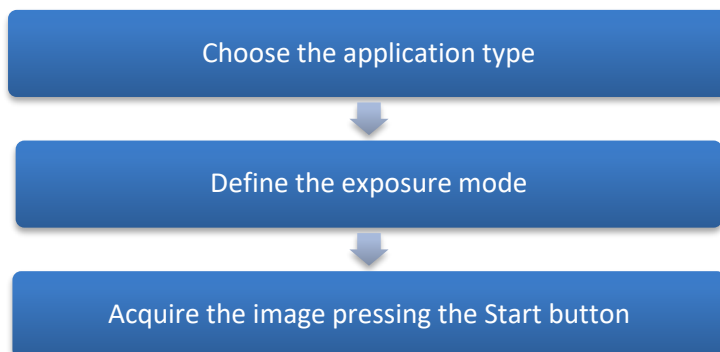 Choose the application type
Define the exposure mode
Acquire the image pressing the Start button